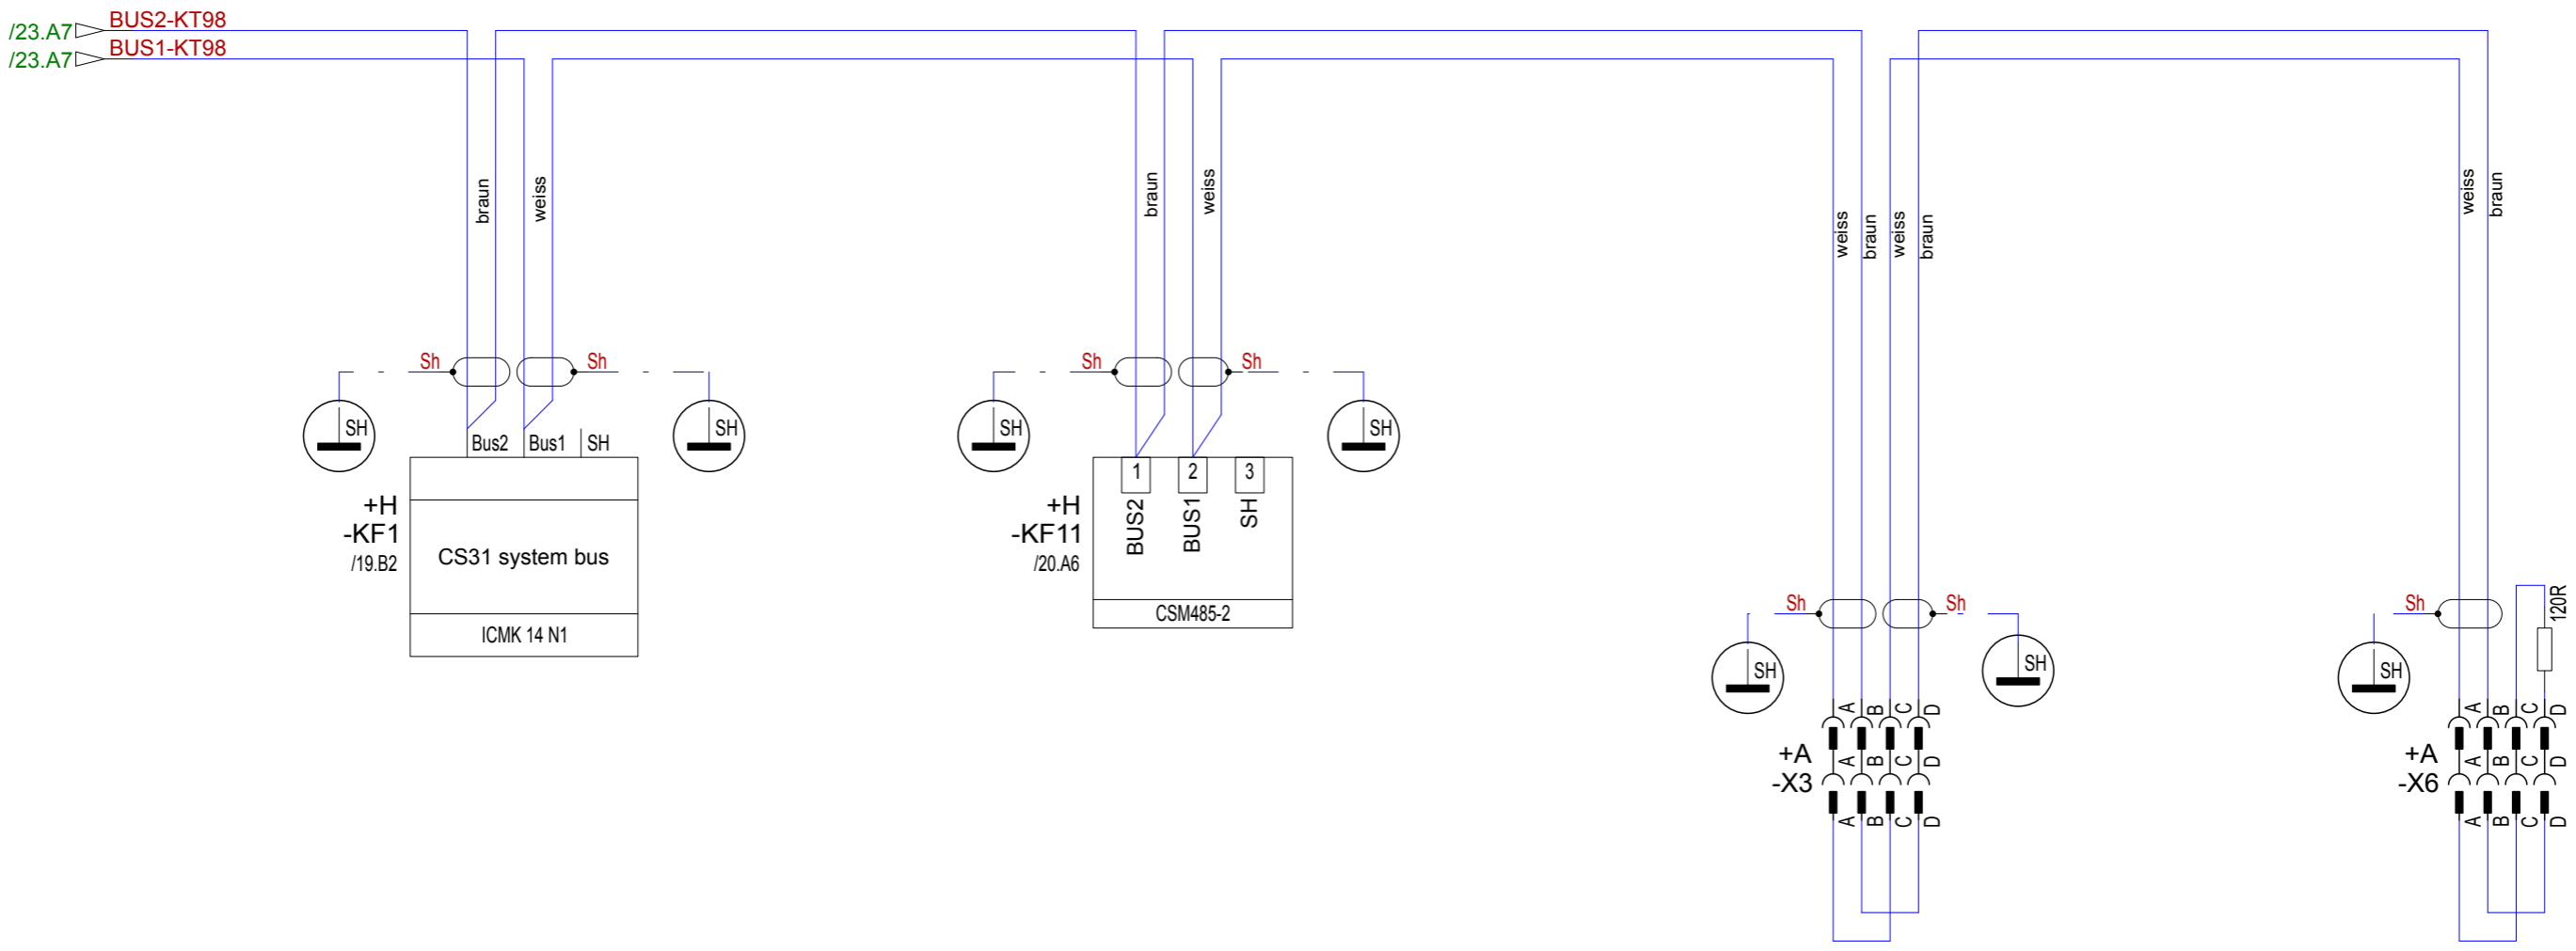 /23.A7 BUS2-KT98
/23.A7 BUS1-KT98
braun
weiss
braun
weiss
weiss
braun
weiss
braun
weiss
braun
Sh
Sh
Sh
Sh
SH
SH
SH
SH
Bus2 Bus1 SH
+H
-KF1
/19.B2
CS31 system bus
ICMK 14 N1
+H
-KF11
/20.A6
1 2 3
BUS2
BUS1
SH
CSM485-2
Sh
Sh
SH
SH
A B C D
+A
-X3
A B C D
A B C D
Sh
SH
120R
A B C D
+A
-X6
A B C D
A B C D